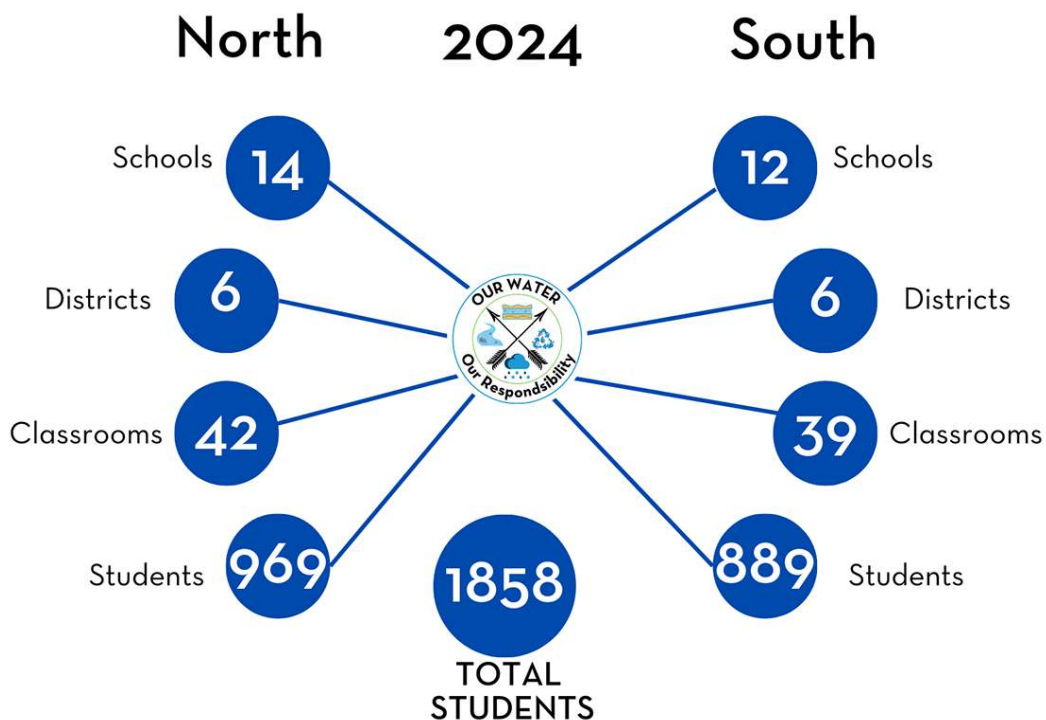 North 2024 South
Schools 14 12 Schools
Districts 6 6 Districts
OUR WATER
Our Respondsibility
Classrooms 42 39 Classrooms
Students 969 889 Students
1858
TOTAL
STUDENTS